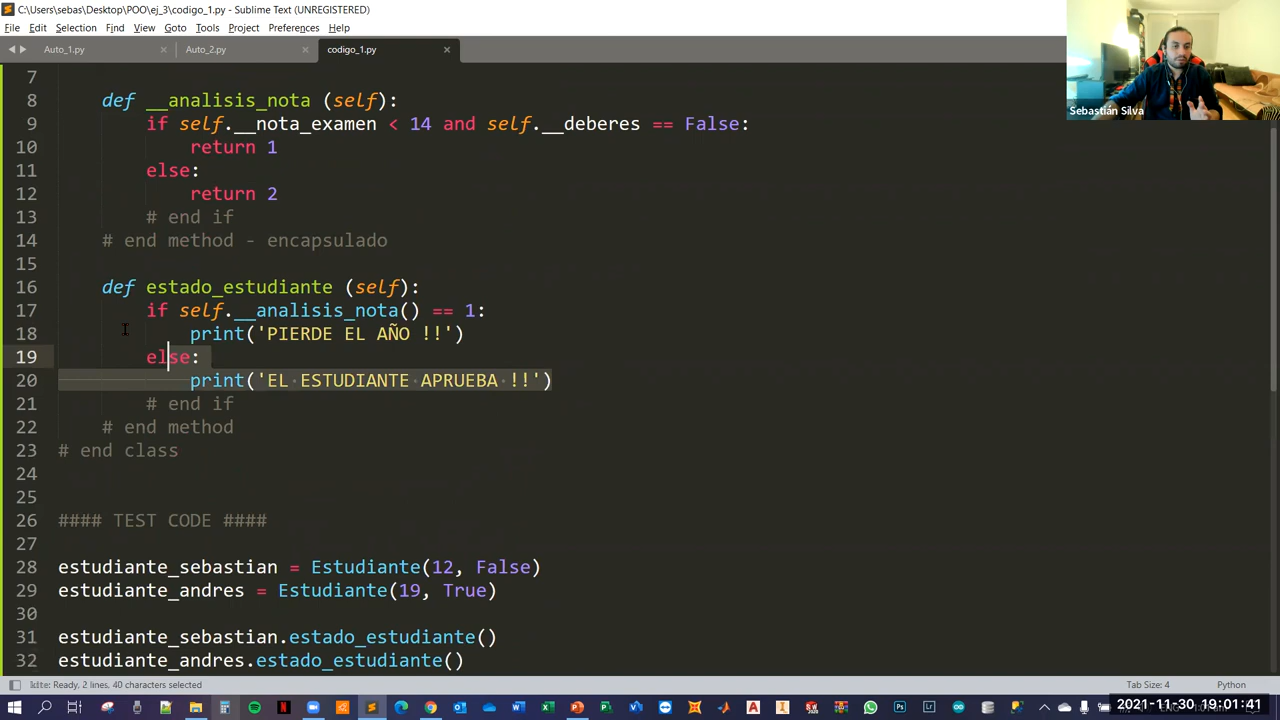 C:\Users\sebas\Desktop\POO\ej_3\codigo_1.py - Sublime Text (UNREGISTERED)
File Edit Selection Find View Goto Tools Project Preferences Help
Auto_1.py Auto_2.py codigo_1.py
Sebastián Silva
7
8 def __analisis_nota (self):
9 if self.__nota_examen < 14 and self.__deberes == False:
10 return 1
11 else:
12 return 2
13 # end if
14 # end method - encapsulado
15
16 def estado_estudiante (self):
17 if self.__analisis_nota() == 1:
18 print('PIERDE EL AÑO !!')
19 else:
20 print('EL·ESTUDIANTE·APRUEBA·!!')
21 # end if
22 # end method
23 # end class
24
25
26 #### TEST CODE ####
27
28 estudiante_sebastian = Estudiante(12, False)
29 estudiante_andres = Estudiante(19, True)
30
31 estudiante_sebastian.estado_estudiante()
32 estudiante_andres.estado_estudiante()
Ready, 2 lines, 40 characters selected Tab Size: 4 Python
2021-11-30 19:01:41